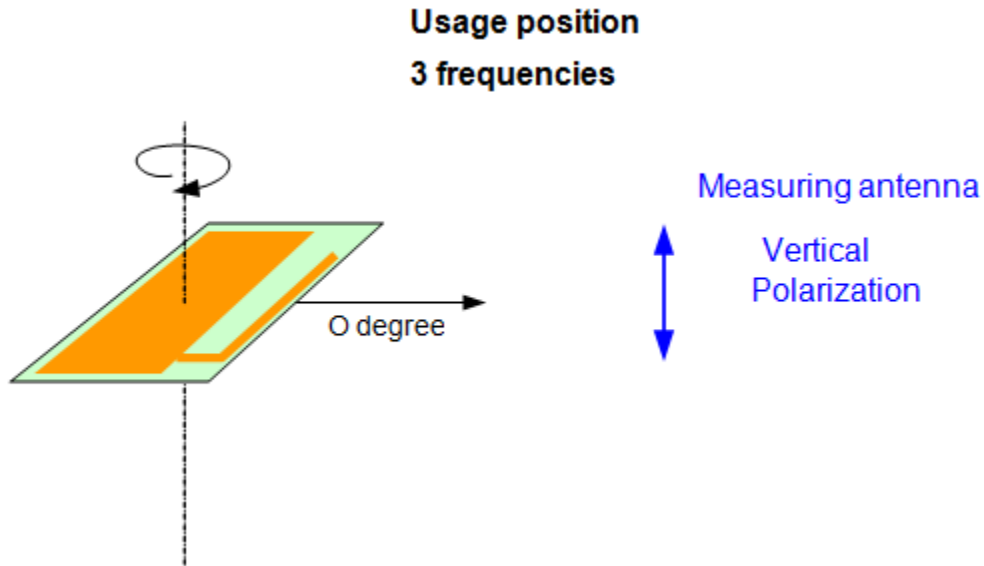 Usage position
3 frequencies
Measuring antenna
Vertical
Polarization
O degree